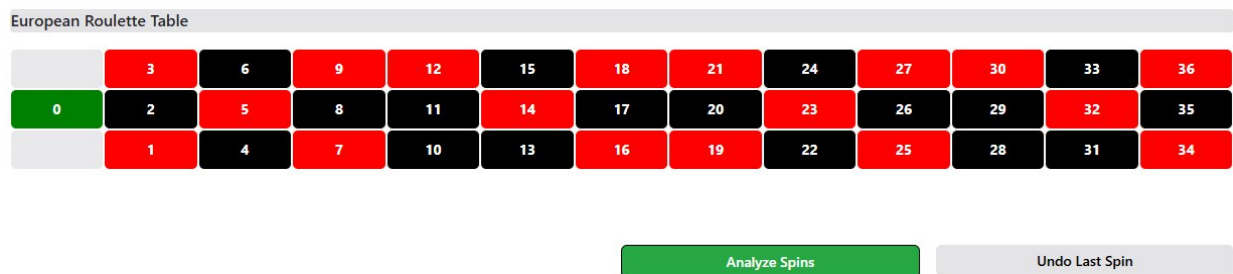 European Roulette Table
3 6 9 12 15 18 21 24 27 30 33 36
0 2 5 8 11 14 17 20 23 26 29 32 35
1 4 7 10 13 16 19 22 25 28 31 34
Analyze Spins Undo Last Spin